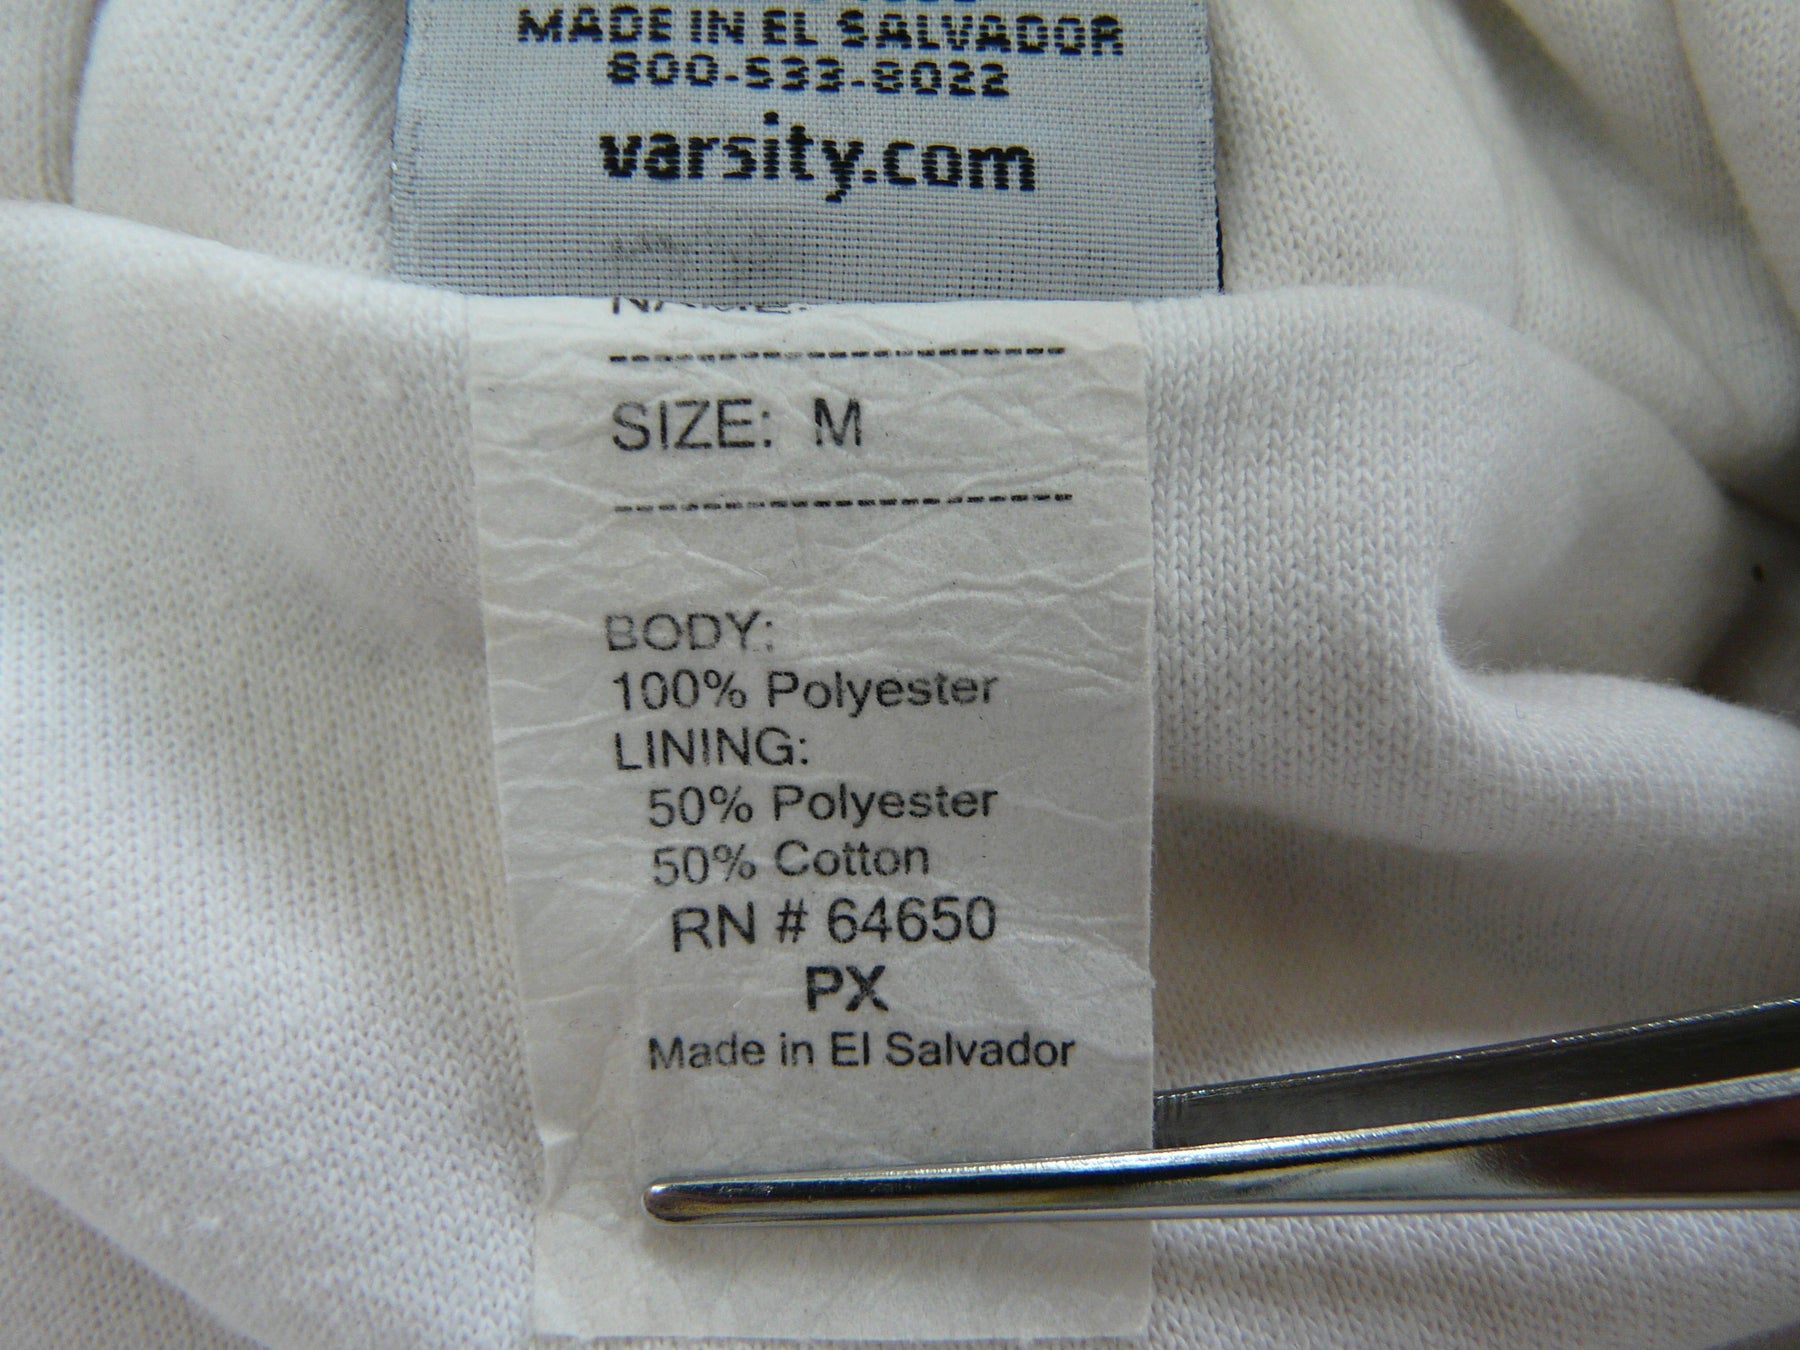 MADE IN EL SALVADOR
800-533-8022
varsity.com
NAME:
SIZE: M
BODY:
100% Polyester
LINING:
50% Polyester
50% Cotton
RN # 64650
PX
Made in El Salvador